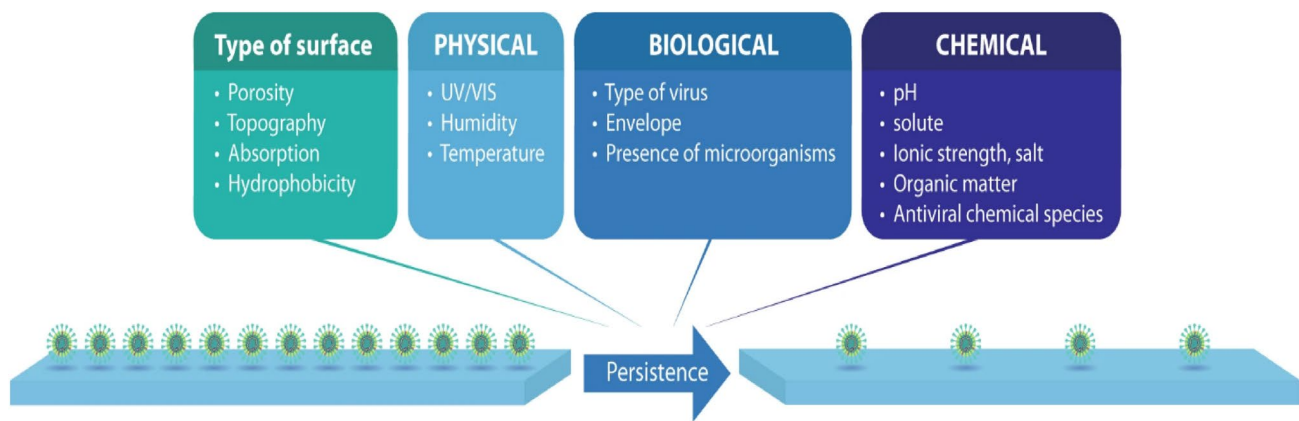 Type of surface
• Porosity
• Topography
• Absorption
• Hydrophobicity
PHYSICAL
• UV/VIS
• Humidity
• Temperature
BIOLOGICAL
• Type of virus
• Envelope
• Presence of microorganisms
CHEMICAL
• pH
• solute
• Ionic strength, salt
• Organic matter
• Antiviral chemical species
Persistence